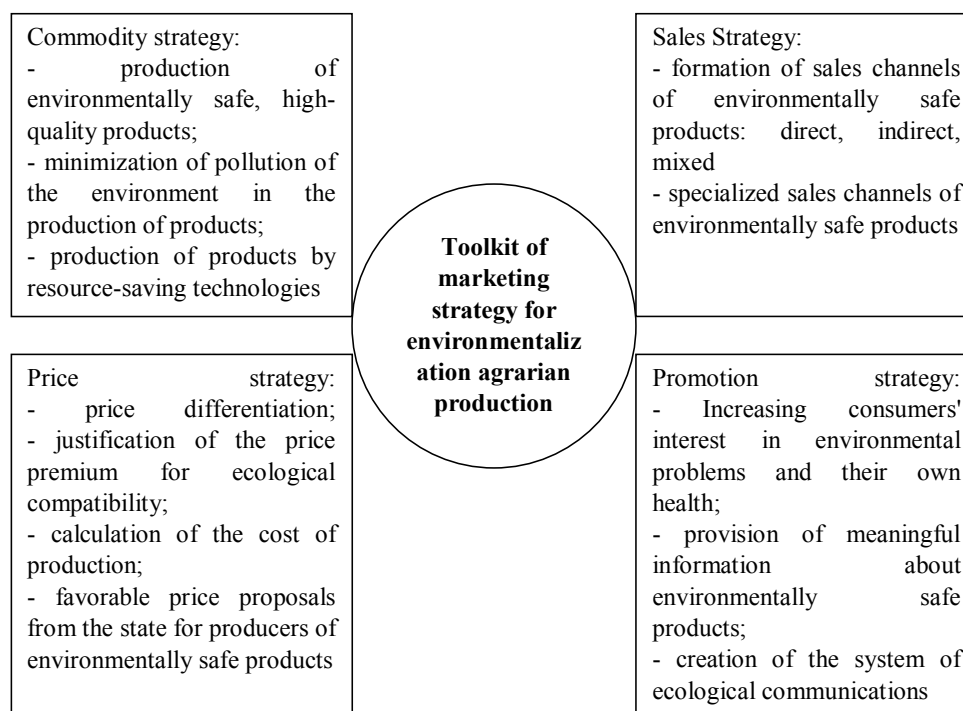 Commodity strategy:
- production of
environmentally safe, high-
quality products;
- minimization of pollution of
the environment in the
production of products;
- production of products by
resource-saving technologies
Sales Strategy:
- formation of sales channels
of environmentally safe
products: direct, indirect,
mixed
- specialized sales channels of
environmentally safe products
Toolkit of
marketing
strategy for
environmentaliz
ation agrarian
production
Price strategy:
- price differentiation;
- justification of the price
premium for ecological
compatibility;
- calculation of the cost of
production;
- favorable price proposals
from the state for producers of
environmentally safe products
Promotion strategy:
- Increasing consumers'
interest in environmental
problems and their own
health;
- provision of meaningful
information about
environmentally safe
products;
- creation of the system of
ecological communications